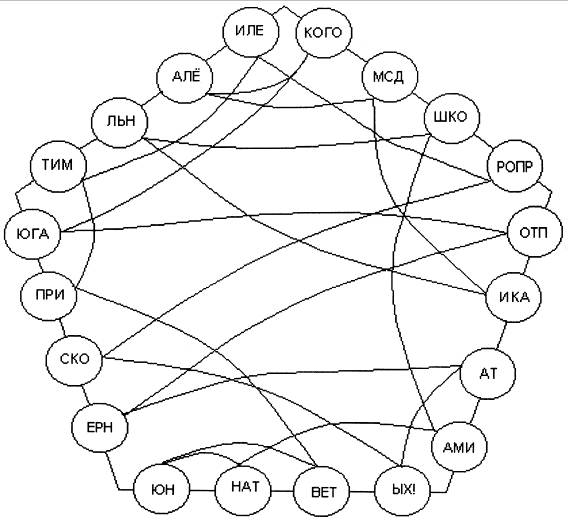 ИЛЕ
КОГО
АЛЁ
МСД
ЛЬН
ШКО
ТИМ
РОПР
ЮГА
ОТП
ПРИ
ИКА
СКО
АТ
ЕРН
АМИ
ЮН
НАТ
ВЕТ
ЫХ!